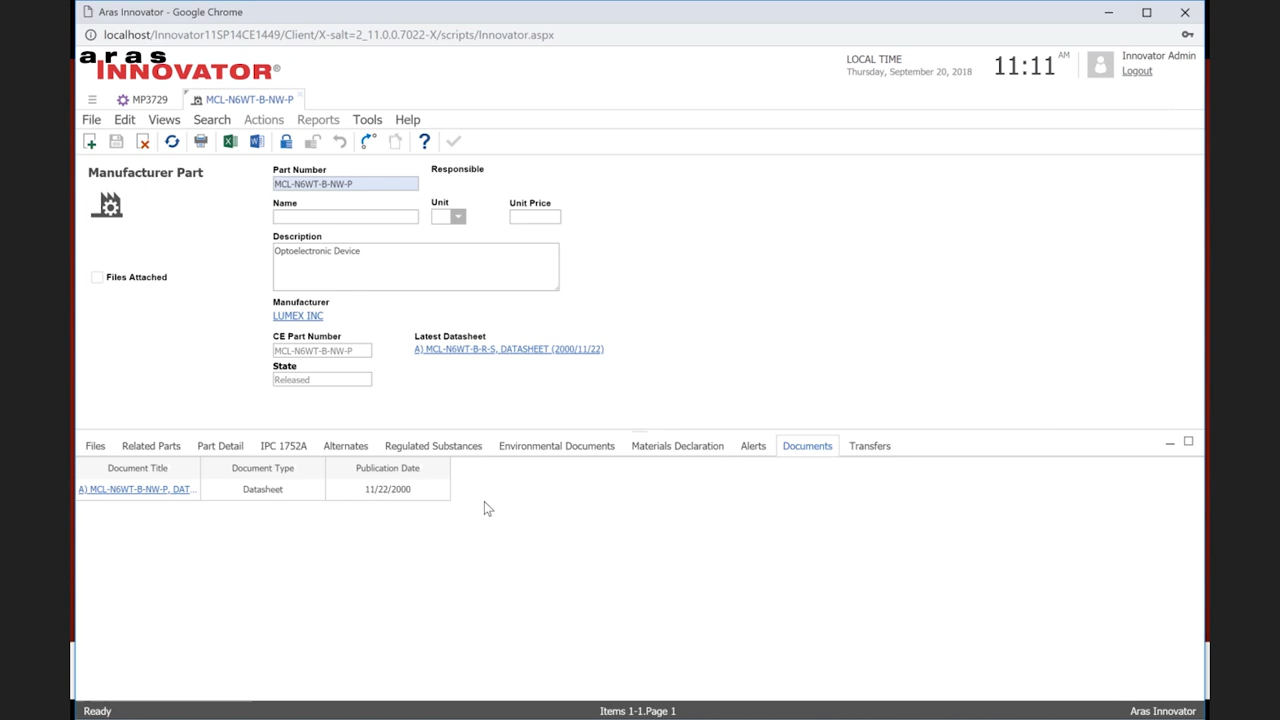 Aras Innovator - Google Chrome
localhost/Innovator11SP14CE1449/Client/X-salt=2_11.0.0.7022-X/scripts/Innovator.aspx
aras
INNOVATOR®
LOCAL TIME
Thursday, September 20, 2018
11:11 AM
Innovator Admin
Logout
MP3729
MCL-N6WT-B-NW-P
File Edit Views Search Actions Reports Tools Help
Manufacturer Part
Part Number
Responsible
MCL-N6WT-B-NW-P
Name
Unit
Unit Price
Description
Optoelectronic Device
Files Attached
Manufacturer
LUMEX INC
CE Part Number
Latest Datasheet
MCL-N6WT-B-NW-P
A) MCL-N6WT-B-R-S, DATASHEET (2000/11/22)
State
Released
Files Related Parts Part Detail IPC 1752A Alternates Regulated Substances Environmental Documents Materials Declaration Alerts Documents Transfers
Document Title Document Type Publication Date
A) MCL-N6WT-B-NW-P, DAT... Datasheet 11/22/2000
Ready
Items 1-1.Page 1
Aras Innovator